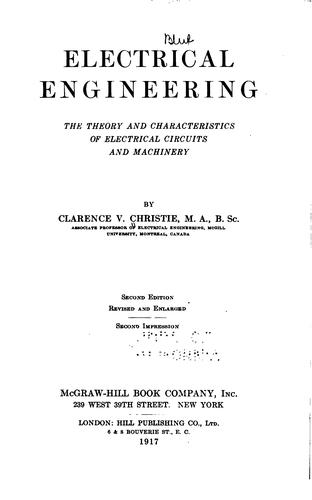 Blue
ELECTRICAL
ENGINEERING
THE THEORY AND CHARACTERISTICS
OF ELECTRICAL CIRCUITS
AND MACHINERY
BY
CLARENCE V. CHRISTIE, M. A., B. Sc.
ASSOCIATE PROFESSOR OF ELECTRICAL ENGINEERING, MCGILL
UNIVERSITY, MONTREAL, CANADA
SECOND EDITION
REVISED AND ENLARGED
SECOND IMPRESSION
McGRAW-HILL BOOK COMPANY, INC.
239 WEST 39TH STREET. NEW YORK
LONDON: HILL PUBLISHING CO., LTD.
6 & 8 BOUVERIE ST., E. C.
1917